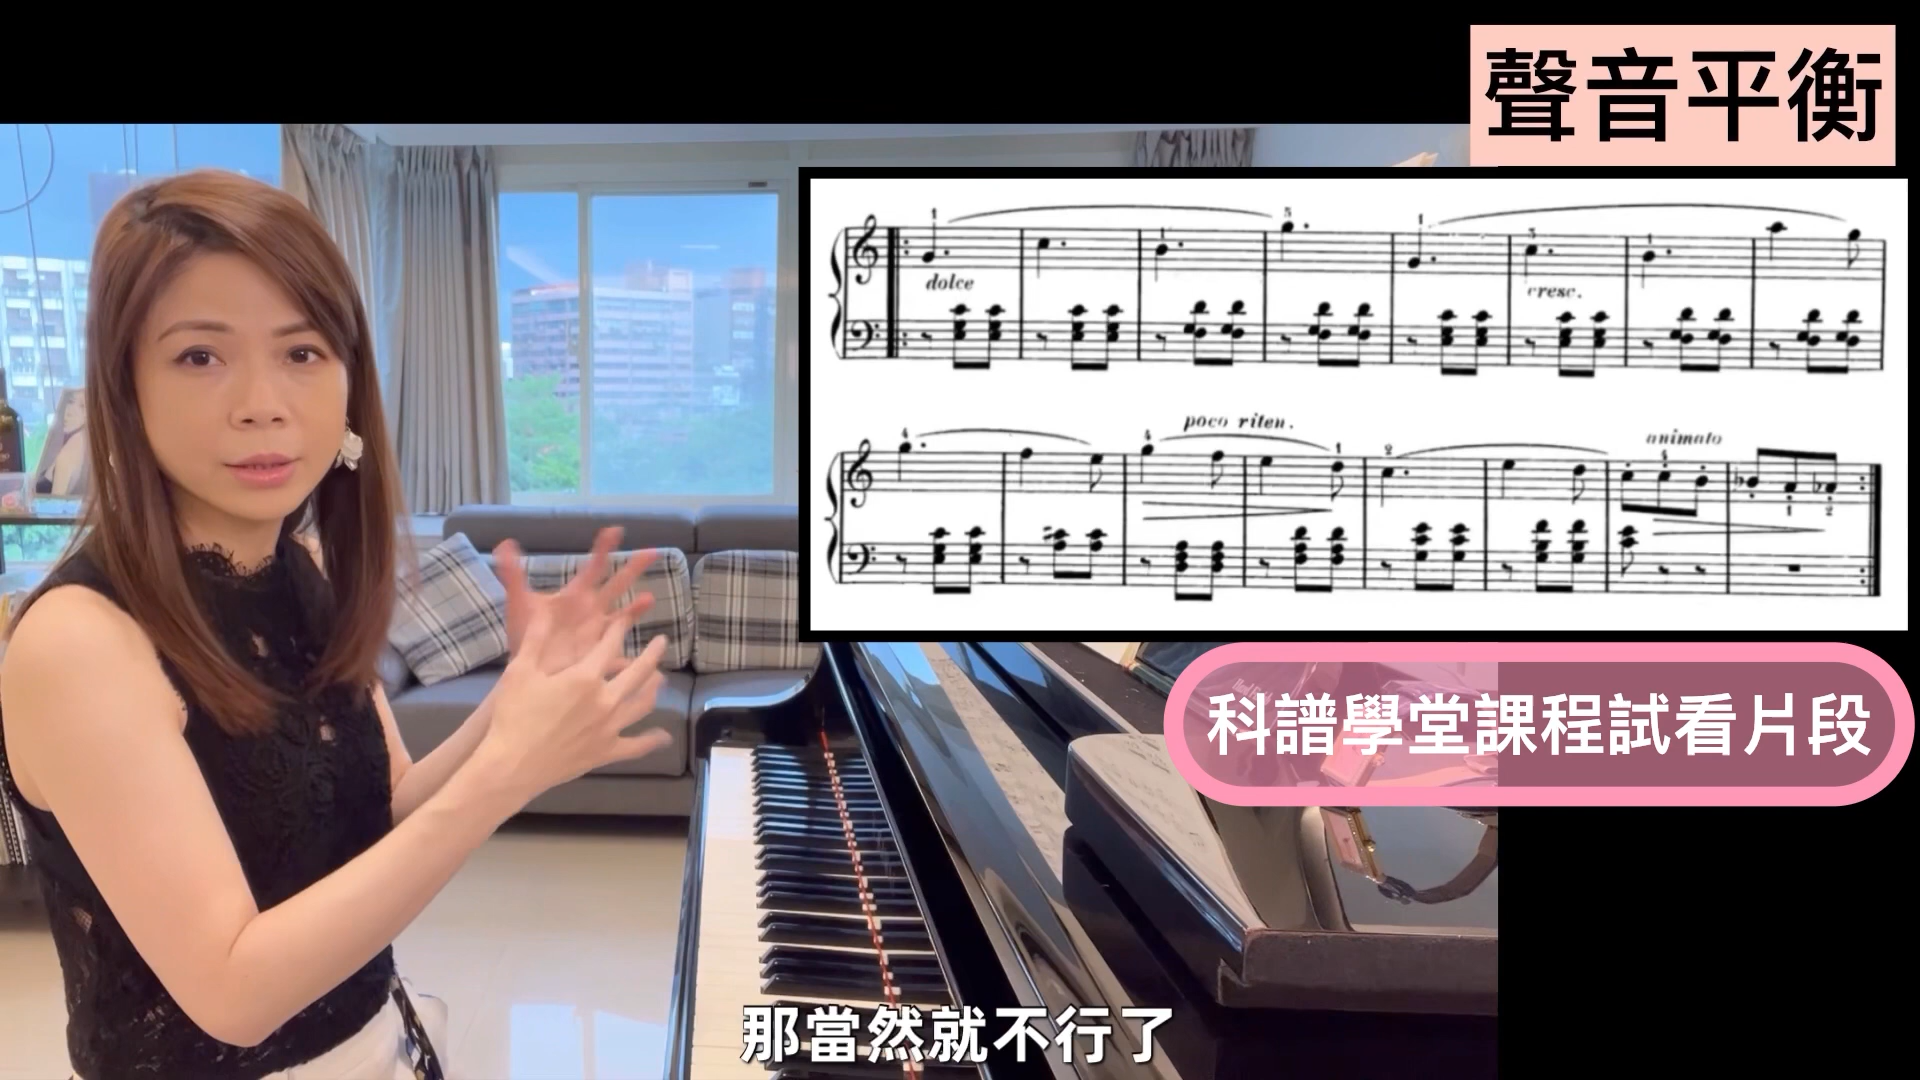 聲音平衡
dolce
cresc.
poco riten.
animato
科譜學堂課程試看片段
那當然就不行了